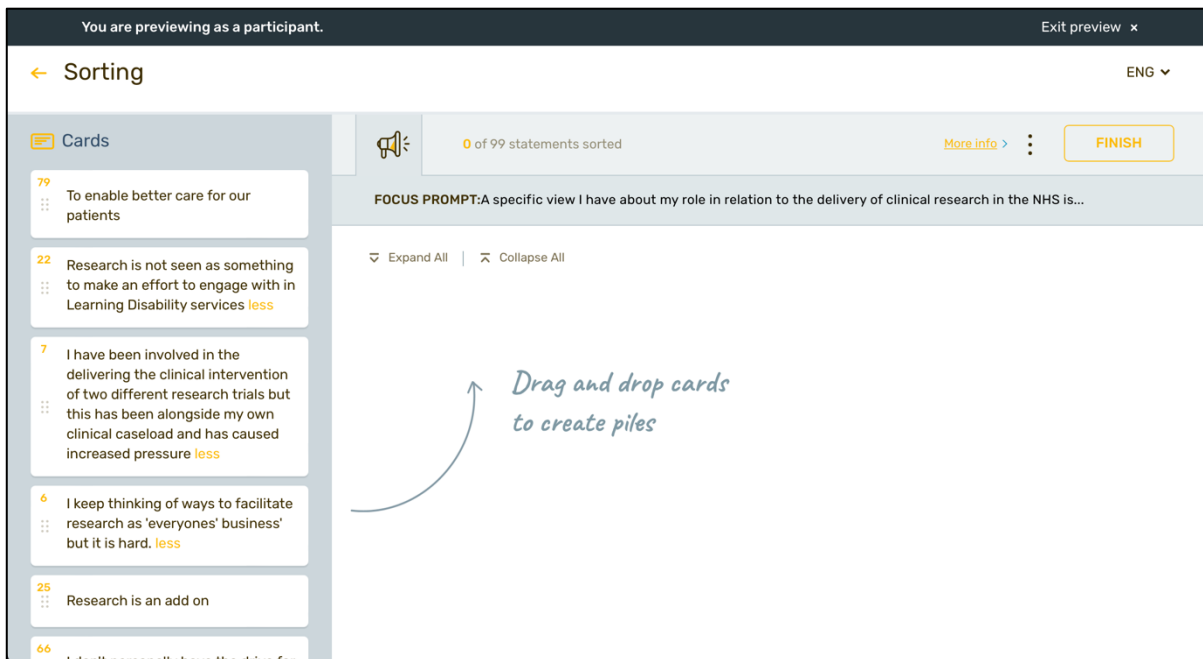 You are previewing as a participant.
Exit preview ×
Sorting
ENG
Cards
0 of 99 statements sorted
More info >
FINISH
FOCUS PROMPT:A specific view I have about my role in relation to the delivery of clinical research in the NHS is...
Expand All | Collapse All
79
To enable better care for our
patients
22
Research is not seen as something
to make an effort to engage with in
Learning Disability services less
7
I have been involved in the
delivering the clinical intervention
of two different research trials but
this has been alongside my own
clinical caseload and has caused
increased pressure less
6
I keep thinking of ways to facilitate
research as 'everyones' business'
but it is hard. less
25
Research is an add on
66
Drag and drop cards
to create piles